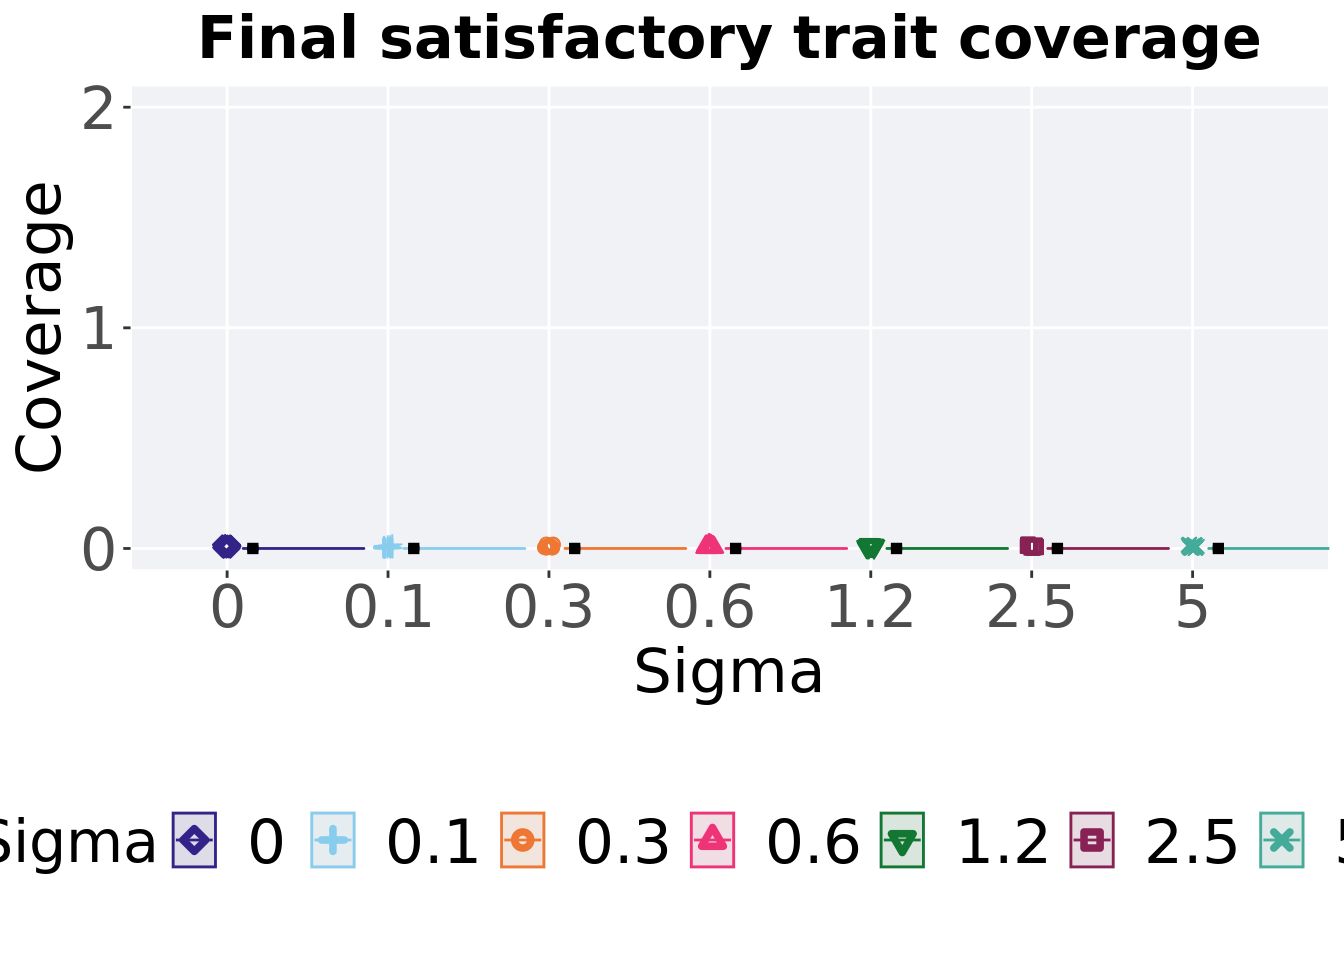 Final satisfactory trait coverage
2
1
0
Coverage
0 0.1 0.3 0.6 1.2 2.5 5
Sigma
Sigma 0 0.1 0.3 0.6 1.2 2.5 5